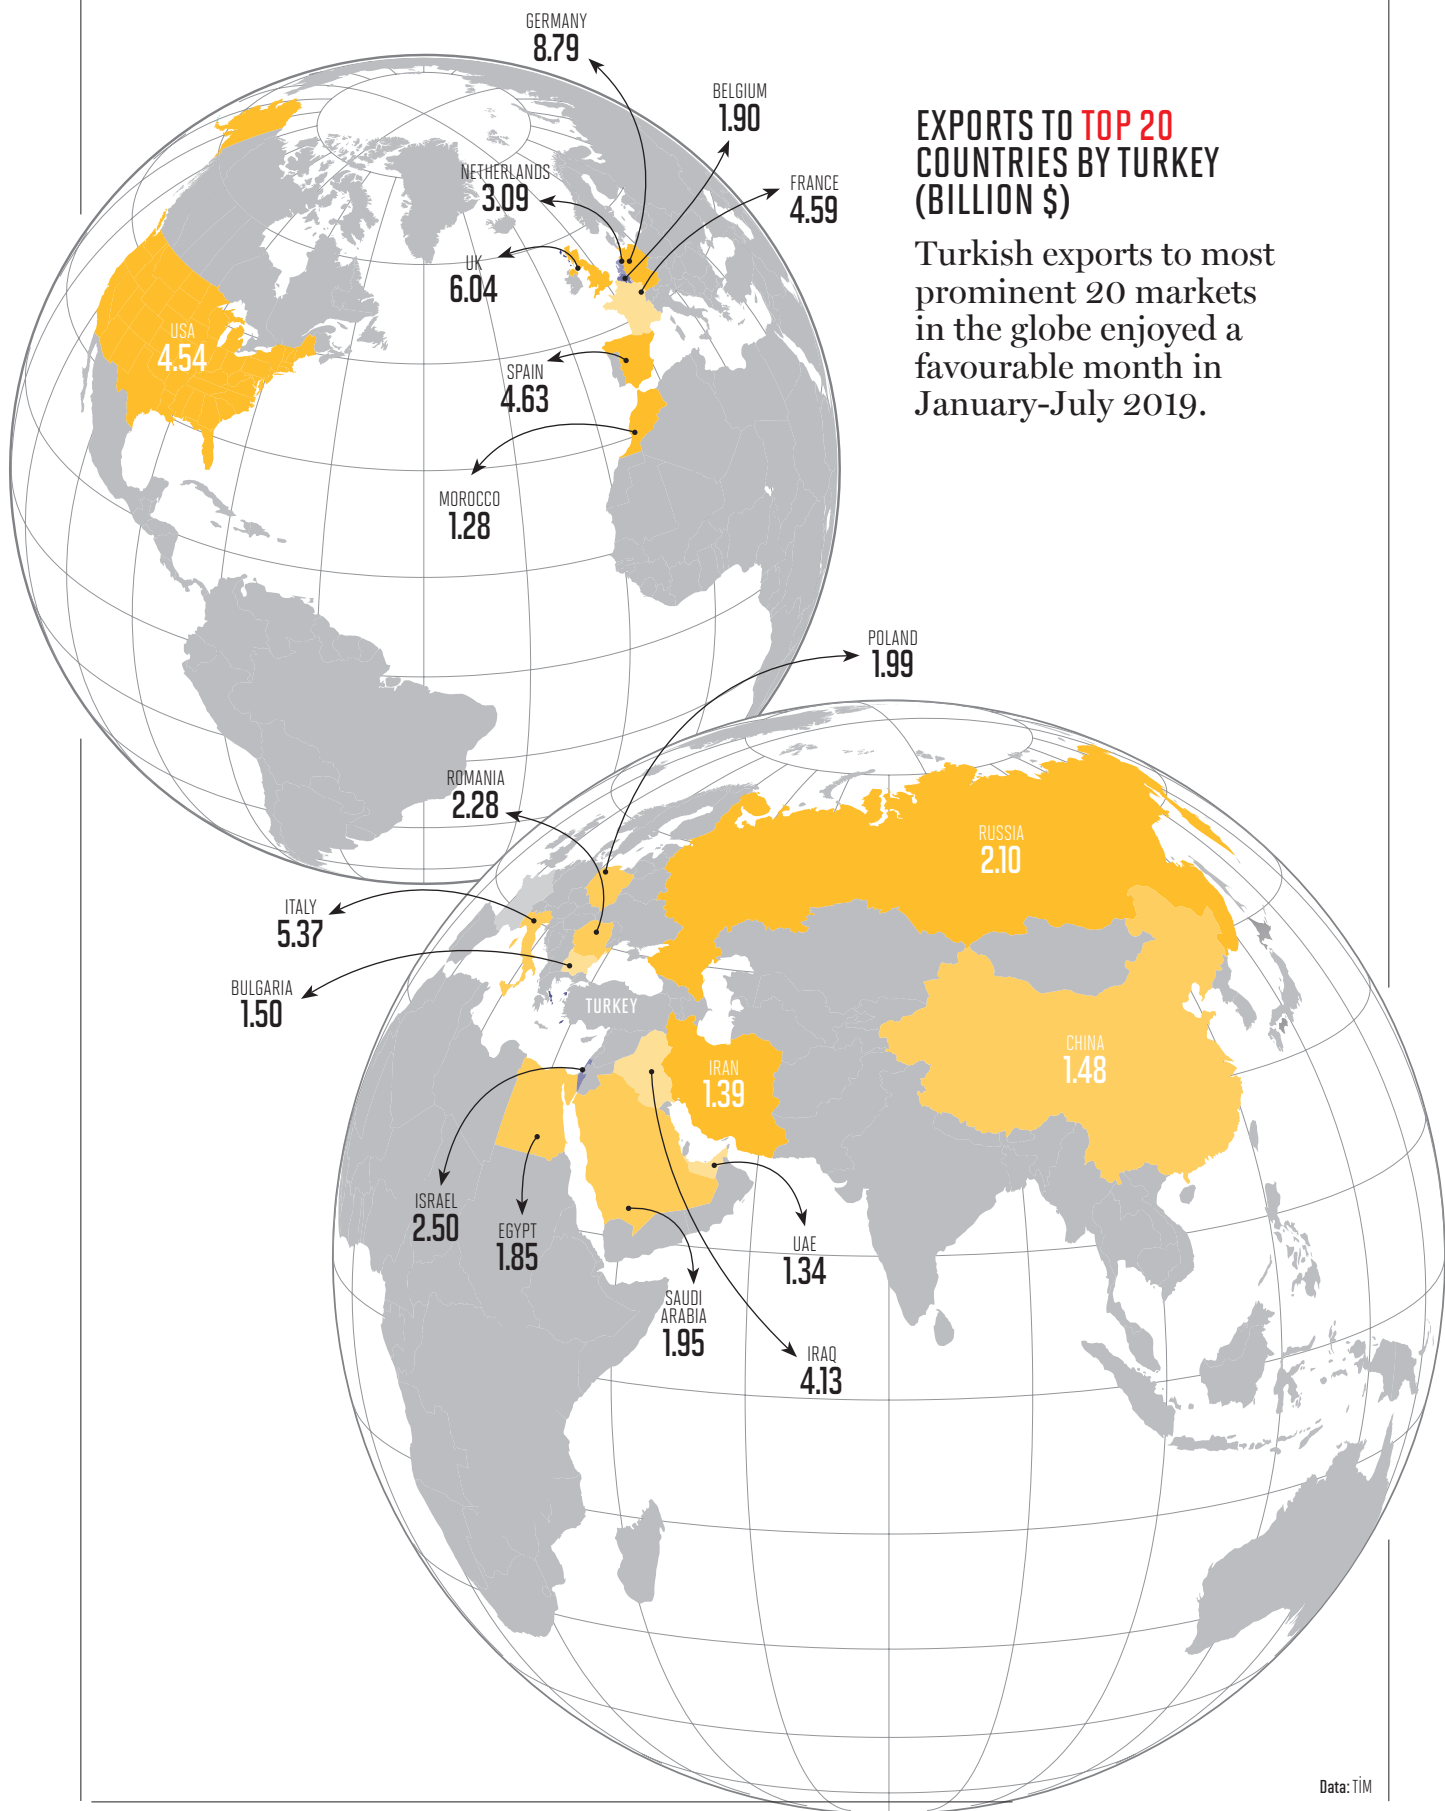 GERMANY
8.79
BELGIUM
1.90
NETHERLANDS
3.09
FRANCE
4.59
UK
6.04
USA
4.54
SPAIN
4.63
MOROCCO
1.28
EXPORTS TO TOP 20
COUNTRIES BY TURKEY
(BILLION $)
Turkish exports to most
prominent 20 markets
in the globe enjoyed a
favourable month in
January-July 2019.
POLAND
1.99
ROMANIA
2.28
RUSSIA
2.10
ITALY
5.37
BULGARIA
1.50
TURKEY
IRAN
1.39
CHINA
1.48
ISRAEL
2.50
EGYPT
1.85
UAE
1.34
SAUDI
ARABIA
1.95
IRAQ
4.13
Data: TİM